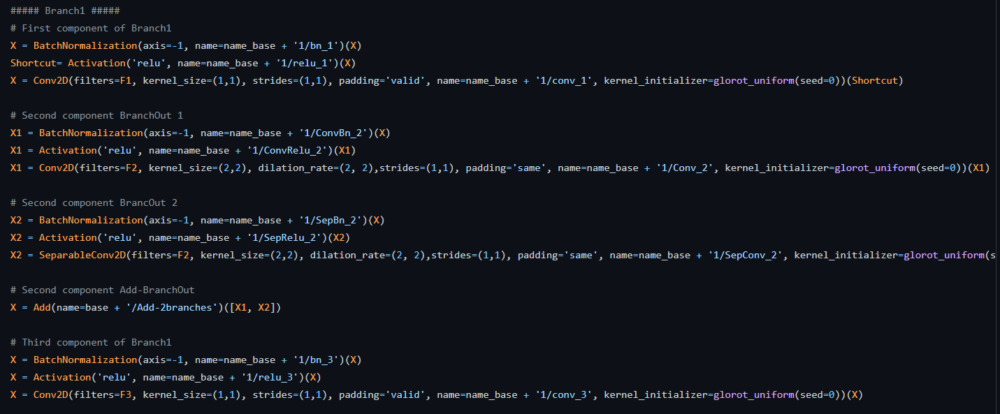 ##### Branch1 #####
# First component of Branch1
X = BatchNormalization(axis=-1, name=name_base + '1/bn_1')(X)
Shortcut= Activation('relu', name=name_base + '1/relu_1')(X)
X = Conv2D(filters=F1, kernel_size=(1,1), strides=(1,1), padding='valid', name=name_base + '1/conv_1', kernel_initializer=glorot_uniform(seed=0))(Shortcut)
# Second component BranchOut 1
X1 = BatchNormalization(axis=-1, name=name_base + '1/ConvBn_2')(X)
X1 = Activation('relu', name=name_base + '1/ConvRelu_2')(X1)
X1 = Conv2D(filters=F2, kernel_size=(2,2), dilation_rate=(2, 2),strides=(1,1), padding='same', name=name_base + '1/Conv_2', kernel_initializer=glorot_uniform(seed=0))(X1)
# Second component BrancOut 2
X2 = BatchNormalization(axis=-1, name=name_base + '1/SepBn_2')(X)
X2 = Activation('relu', name=name_base + '1/SepRelu_2')(X2)
X2 = SeparableConv2D(filters=F2, kernel_size=(2,2), dilation_rate=(2, 2),strides=(1,1), padding='same', name=name_base + '1/SepConv_2', kernel_initializer=glorot_uniform(s
# Second component Add-BranchOut
X = Add(name=base + '/Add-2branches')([X1, X2])
# Third component of Branch1
X = BatchNormalization(axis=-1, name=name_base + '1/bn_3')(X)
X = Activation('relu', name=name_base + '1/relu_3')(X)
X = Conv2D(filters=F3, kernel_size=(1,1), strides=(1,1), padding='valid', name=name_base + '1/conv_3', kernel_initializer=glorot_uniform(seed=0))(X)